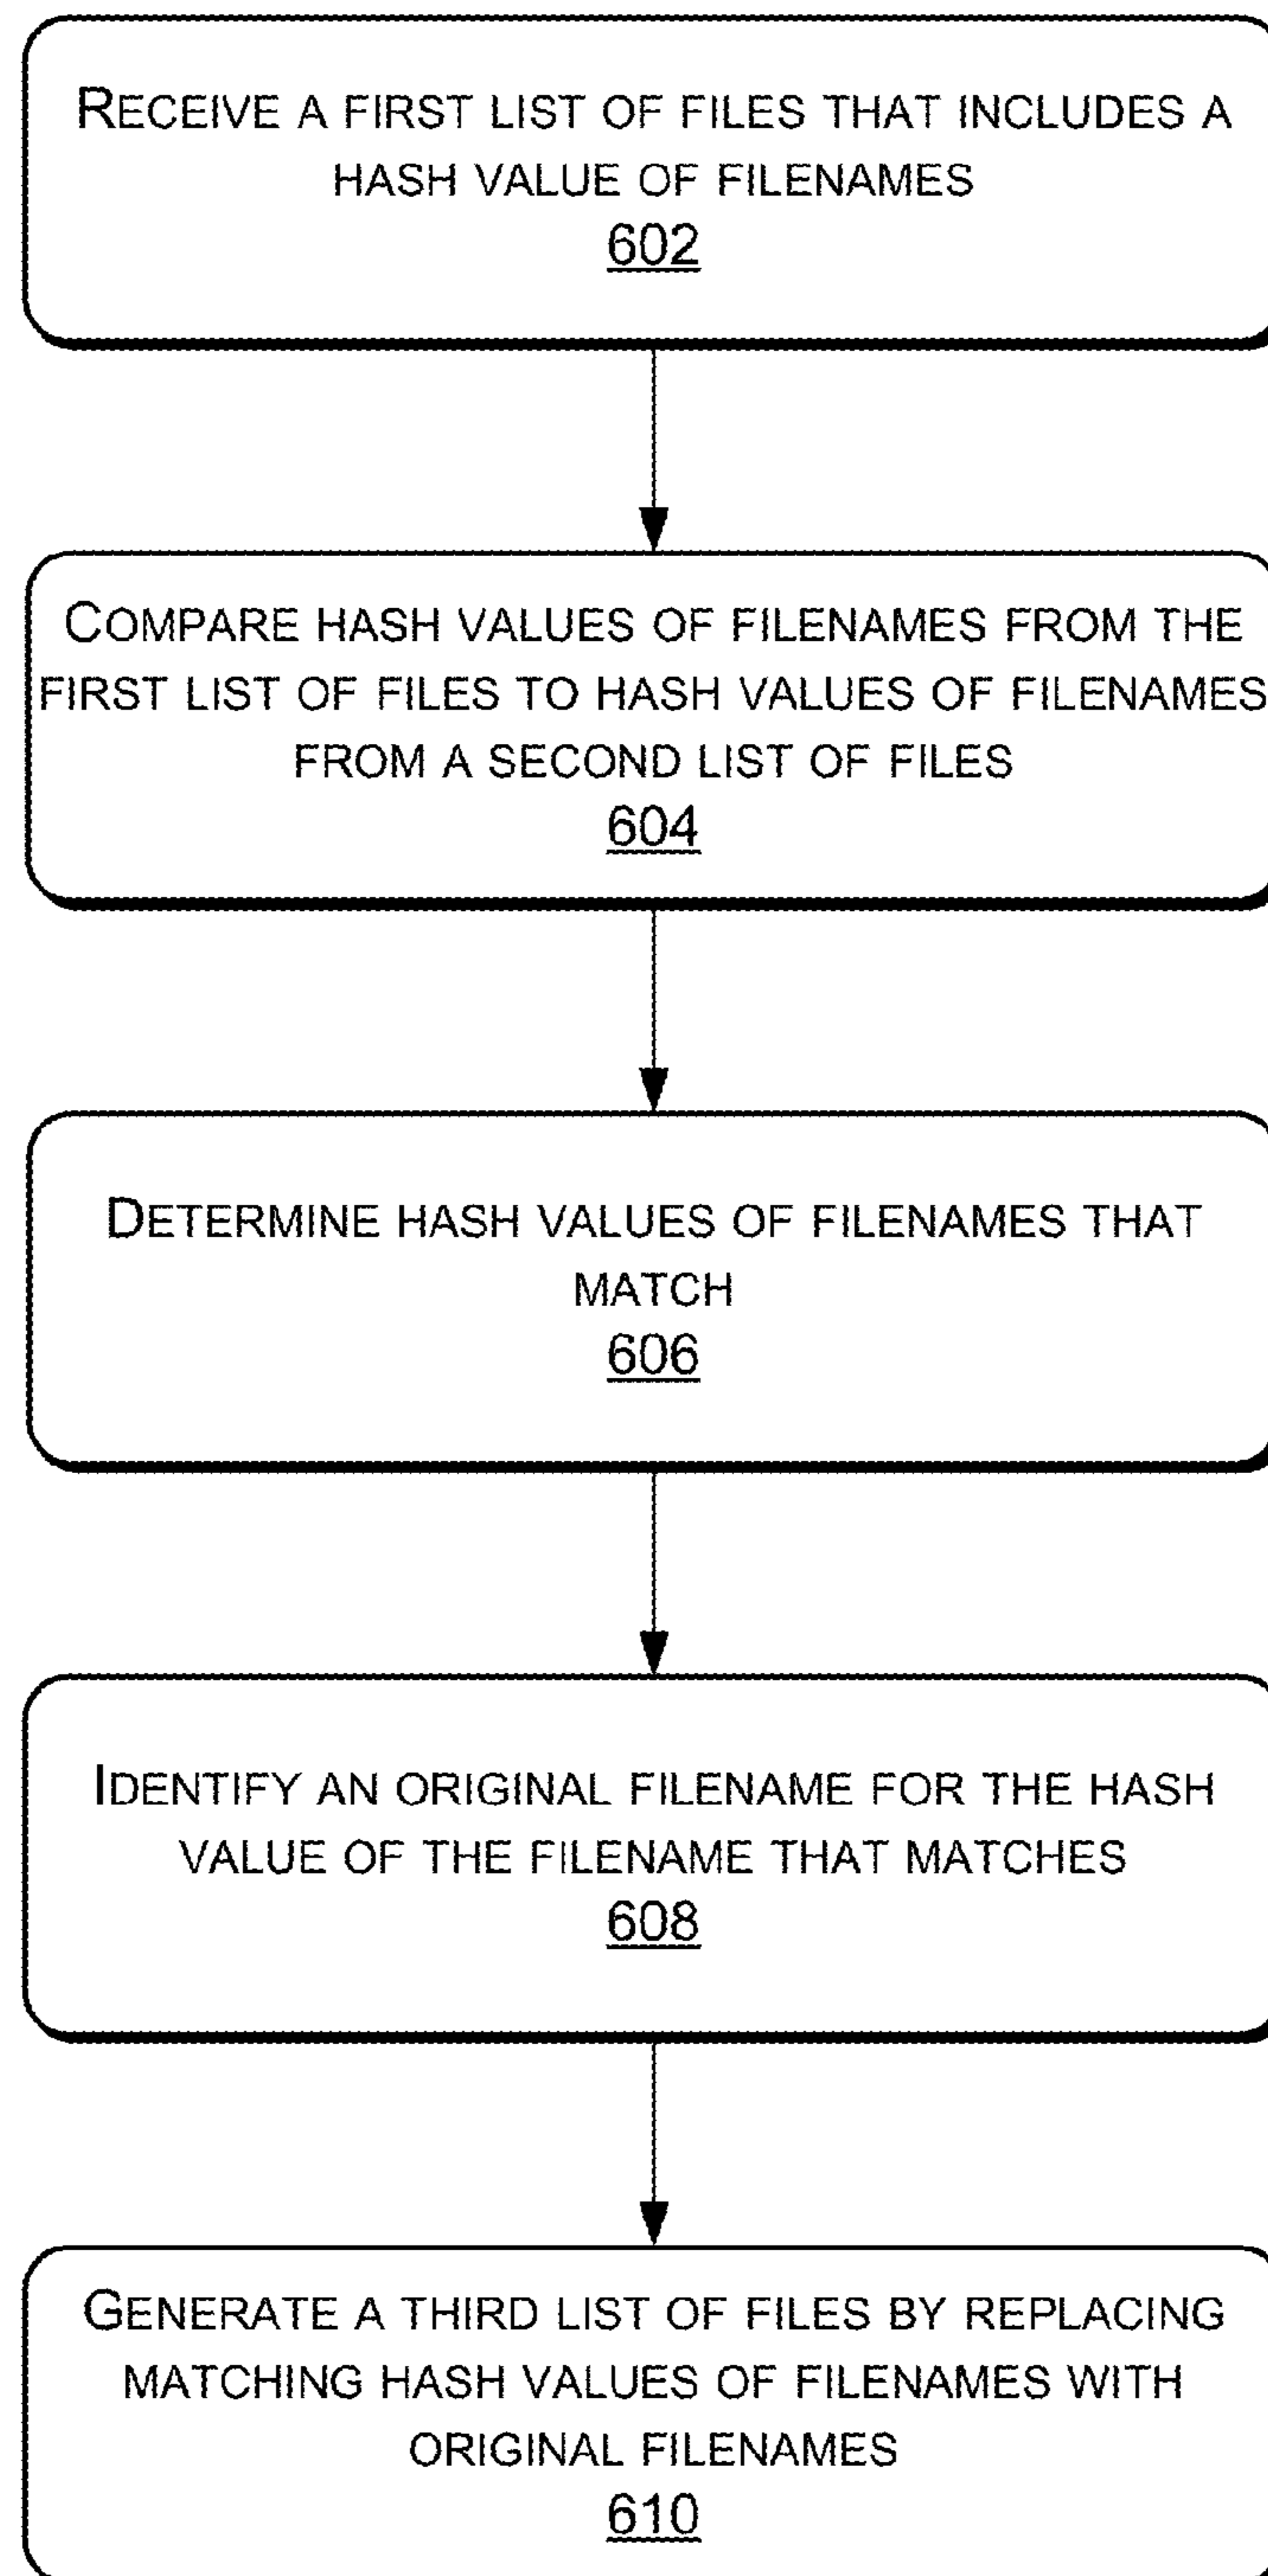 RECEIVE A FIRST LIST OF FILES THAT INCLUDES A
HASH VALUE OF FILENAMES
602
COMPARE HASH VALUES OF FILENAMES FROM THE
FIRST LIST OF FILES TO HASH VALUES OF FILENAMES
FROM A SECOND LIST OF FILES
604
DETERMINE HASH VALUES OF FILENAMES THAT
MATCH
606
IDENTIFY AN ORIGINAL FILENAME FOR THE HASH
VALUE OF THE FILENAME THAT MATCHES
608
GENERATE A THIRD LIST OF FILES BY REPLACING
MATCHING HASH VALUES OF FILENAMES WITH
ORIGINAL FILENAMES
610